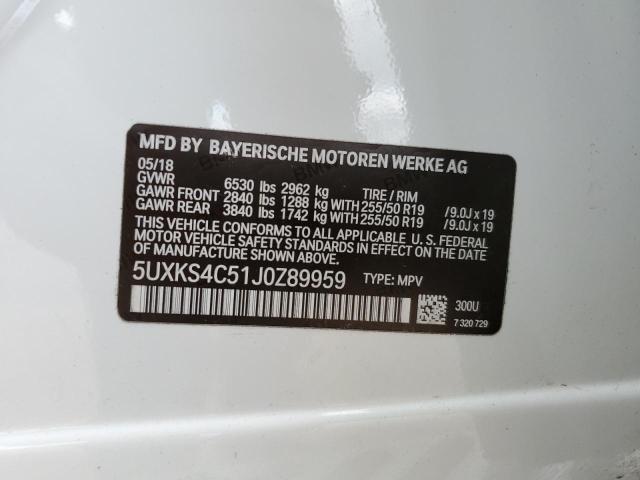 MFD BY BAYERISCHE MOTOREN WERKE AG
05/18
GVWR 6530 lbs 2962 kg TIRE / RIM
GAWR FRONT 2840 lbs 1288 kg WITH 255/50 R19 /9.0J x 19
GAWR REAR 3840 lbs 1742 kg WITH 255/50 R19 /9.0J x 19
THIS VEHICLE CONFORMS TO ALL APPLICABLE U.S. FEDERAL
MOTOR VEHICLE SAFETY STANDARDS IN EFFECT ON THE DATE
OF MANUFACTURE SHOWN ABOVE.
5UXKS4C51J0Z89959 TYPE: MPV
300U
7 320 729